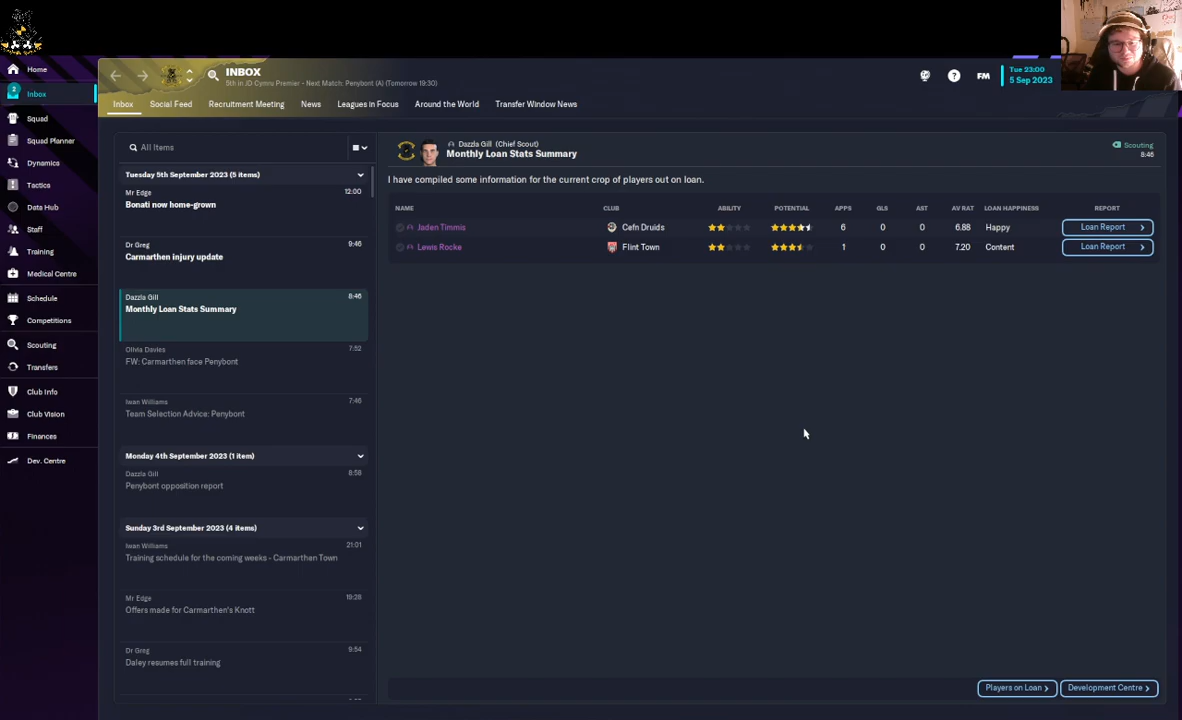 INBOX
5th in JD Cymru Premier - Next Match: Penybont (A) (Tomorrow 19:30)
FM
Tue 23:00
5 Sep 2023
Home
2
Inbox
Squad
Squad Planner
Dynamics
Tactics
Data Hub
Staff
Training
Medical Centre
Schedule
Competitions
Scouting
Transfers
Club Info
Club Vision
Finances
Dev. Centre
Inbox Social Feed Recruitment Meeting News Leagues in Focus Around the World Transfer Window News
All Items
Tuesday 5th September 2023 (5 items)
Mr Edge 12:00
Bonati now home-grown
Dr Greg 9:46
Carmarthen injury update
Dazzla Gill 8:46
Monthly Loan Stats Summary
Olivia Davies 7:52
FW: Carmarthen face Penybont
Iwan Williams 7:46
Team Selection Advice: Penybont
Monday 4th September 2023 (1 item)
Dazzla Gill 8:58
Penybont opposition report
Sunday 3rd September 2023 (4 items)
Iwan Williams 21:01
Training schedule for the coming weeks - Carmarthen Town
Mr Edge 19:28
Offers made for Carmarthen's Knott
Dr Greg 9:54
Daley resumes full training
Dazzla Gill (Chief Scout)
Monthly Loan Stats Summary
Scouting
8:46
I have compiled some information for the current crop of players out on loan.
NAME CLUB ABILITY POTENTIAL APPS GLS AST AV RAT LOAN HAPPINESS REPORT
Jaden Timmis Cefn Druids 6 0 0 6.88 Happy Loan Report
Lewis Rocke Flint Town 1 0 0 7.20 Content Loan Report
Players on Loan Development Centre